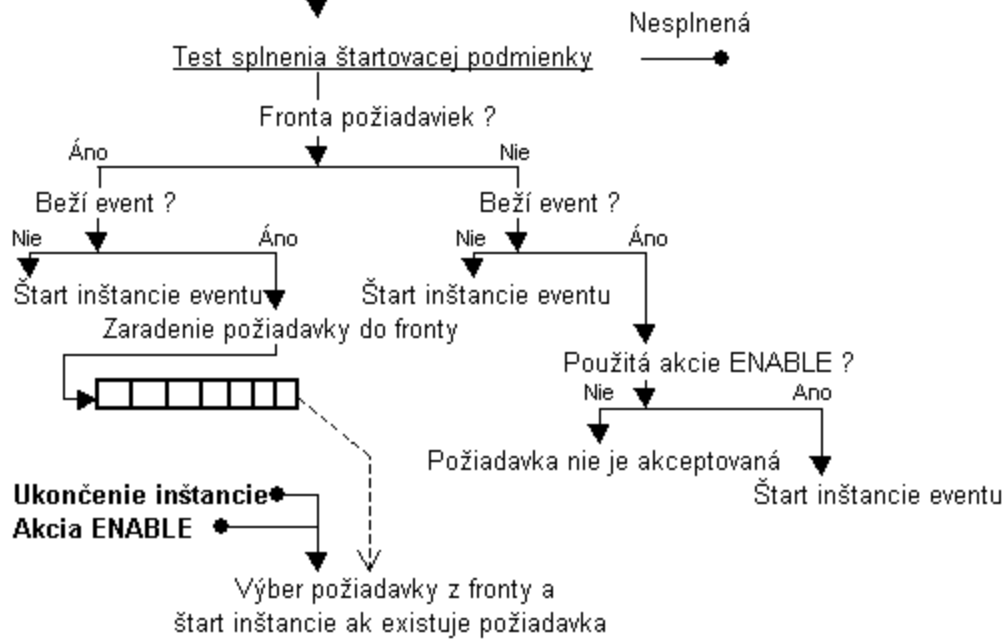 Nesplnená
Test splnenia štartovacej podmienky
Fronta požiadaviek ?
Áno
Nie
Beží event ?
Beží event ?
Nie
Áno
Nie
Áno
Štart inštancie eventu
Štart inštancie eventu
Zaradenie požiadavky do fronty
Použitá akcie ENABLE ?
Nie
Ano
Požiadavka nie je akceptovaná
Štart inštancie eventu
Ukončenie inštancie
Akcia ENABLE
Výber požiadavky z fronty a
štart inštancie ak existuje požiadavka